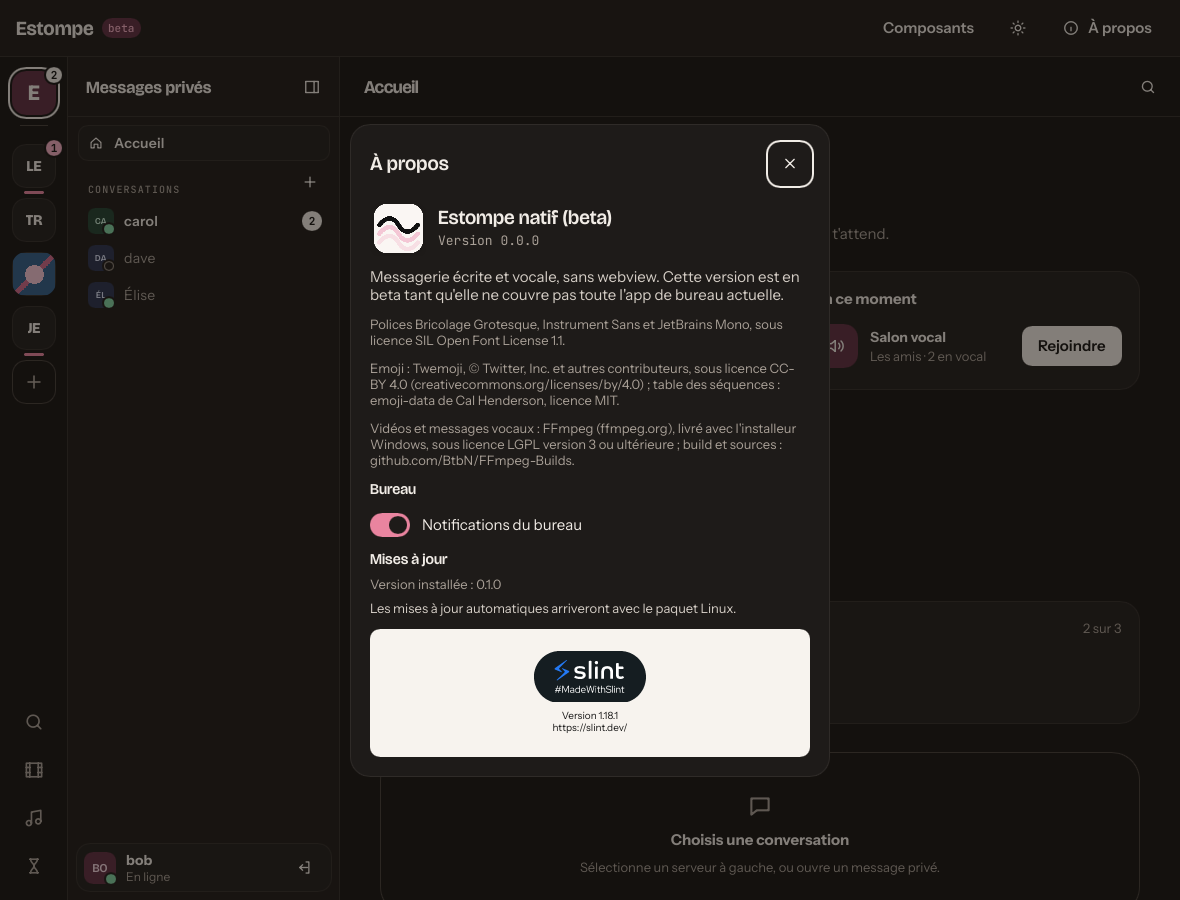 Estompe beta
Composants
À propos
E
2
Messages privés
Accueil
Accueil
LE
1
TR
JE
CONVERSATIONS
CA carol 2
DA dave
ÉL Élise
BO bob
En ligne
t'attend.
ce moment
Salon vocal
Les amis · 2 en vocal
Rejoindre
2 sur 3
Choisis une conversation
Sélectionne un serveur à gauche, ou ouvre un message privé.
À propos
Estompe natif (beta)
Version 0.0.0
Messagerie écrite et vocale, sans webview. Cette version est en
beta tant qu'elle ne couvre pas toute l'app de bureau actuelle.
Polices Bricolage Grotesque, Instrument Sans et JetBrains Mono, sous
licence SIL Open Font License 1.1.
Emoji : Twemoji, © Twitter, Inc. et autres contributeurs, sous licence CC-
BY 4.0 (creativecommons.org/licenses/by/4.0) ; table des séquences :
emoji-data de Cal Henderson, licence MIT.
Vidéos et messages vocaux : FFmpeg (ffmpeg.org), livré avec l'installeur
Windows, sous licence LGPL version 3 ou ultérieure ; build et sources :
github.com/BtbN/FFmpeg-Builds.
Bureau
Notifications du bureau
Mises à jour
Version installée : 0.1.0
Les mises à jour automatiques arriveront avec le paquet Linux.
slint
#MadeWithSlint
Version 1.18.1
https://slint.dev/